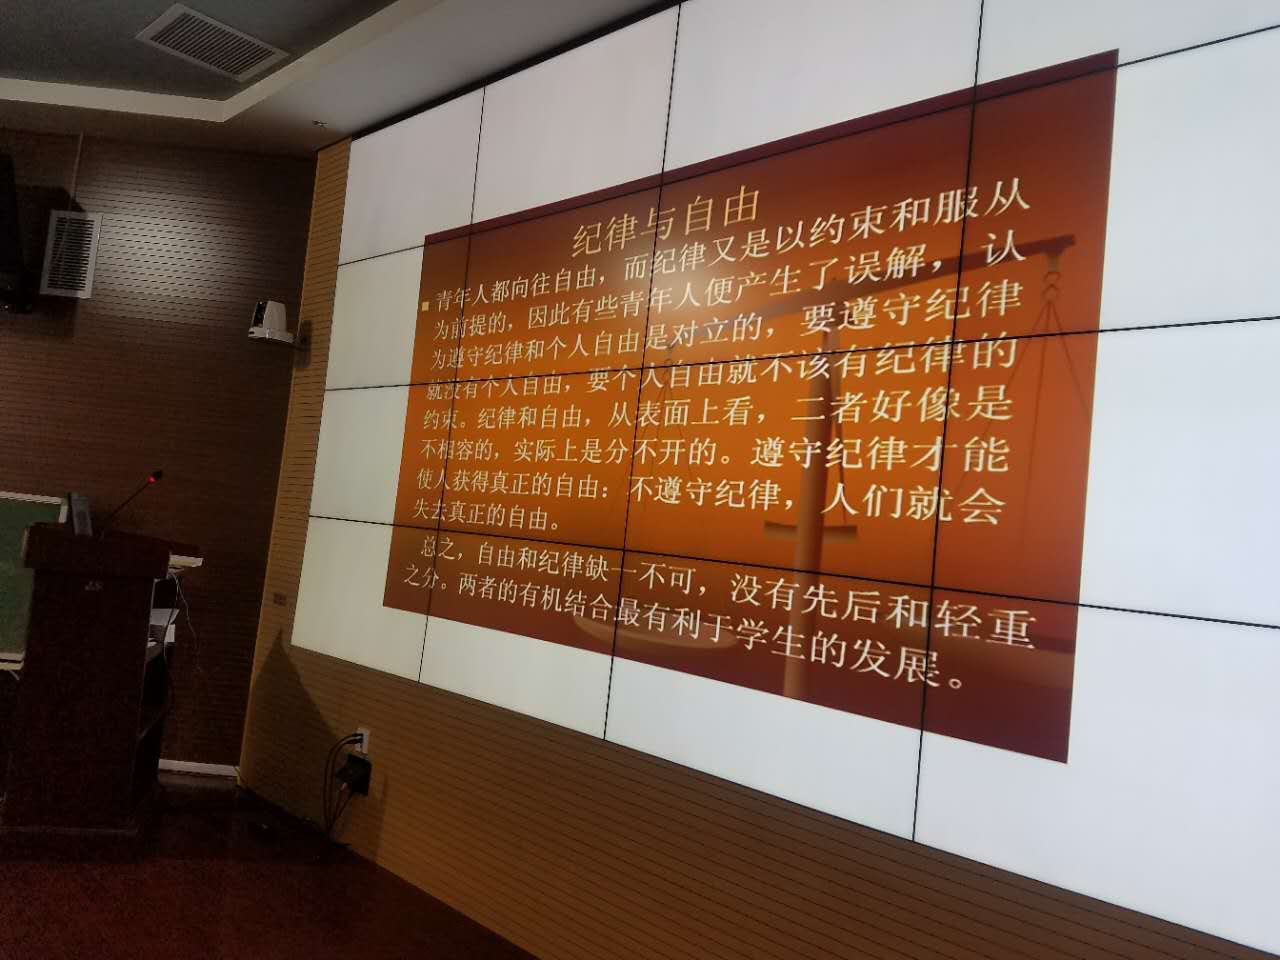 纪律与自由
青年人都向往自由，而纪律又是以约束和服从
为前提的，因此有些青年人便产生了误解，认
为遵守纪律和个人自由是对立的，要遵守纪律
就没有个人自由，要个人自由就不该有纪律的
约束。纪律和自由，从表面上看，二者好像是
不相容的，实际上是分不开的。遵守纪律才能
使人获得真正的自由：不遵守纪律，人们就会
失去真正的自由。
总之，自由和纪律缺一不可，没有先后和轻重
之分。两者的有机结合最有利于学生的发展。